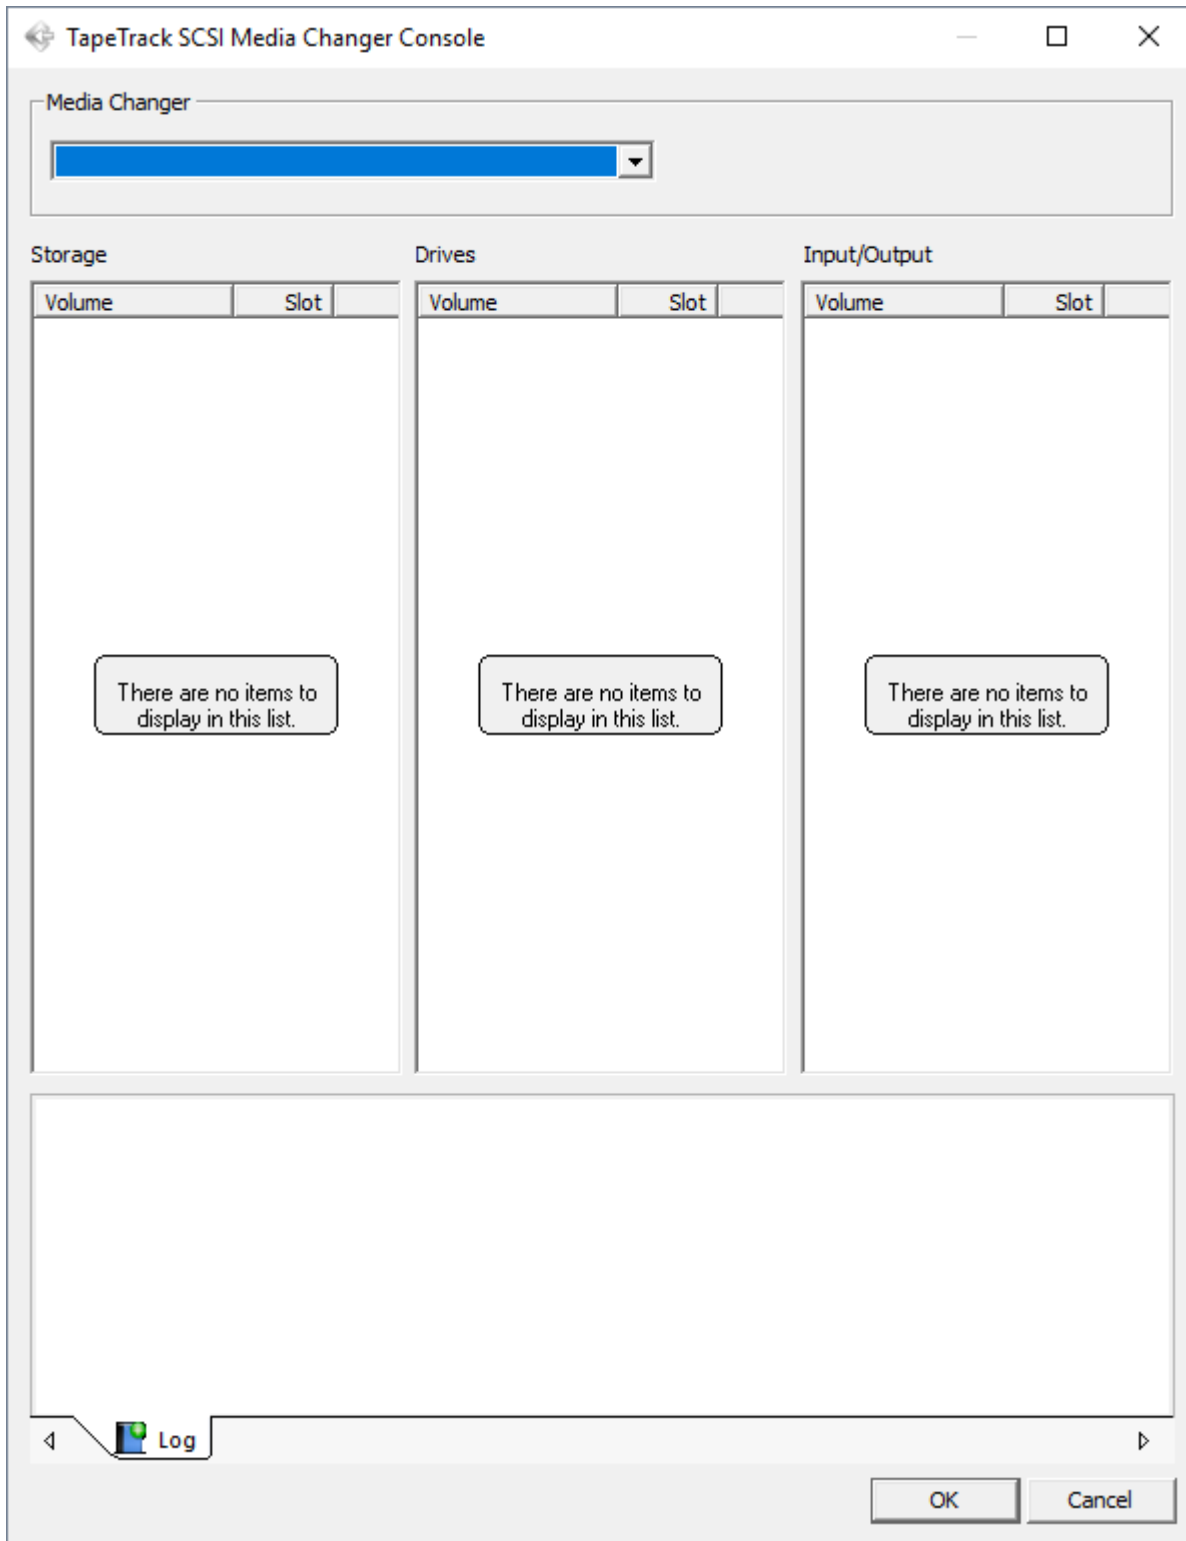 TapeTrack SCSI Media Changer Console
Media Changer
Storage
Drives
Input/Output
Volume Slot
Volume Slot
Volume Slot
There are no items to
display in this list.
There are no items to
display in this list.
There are no items to
display in this list.
Log
OK
Cancel